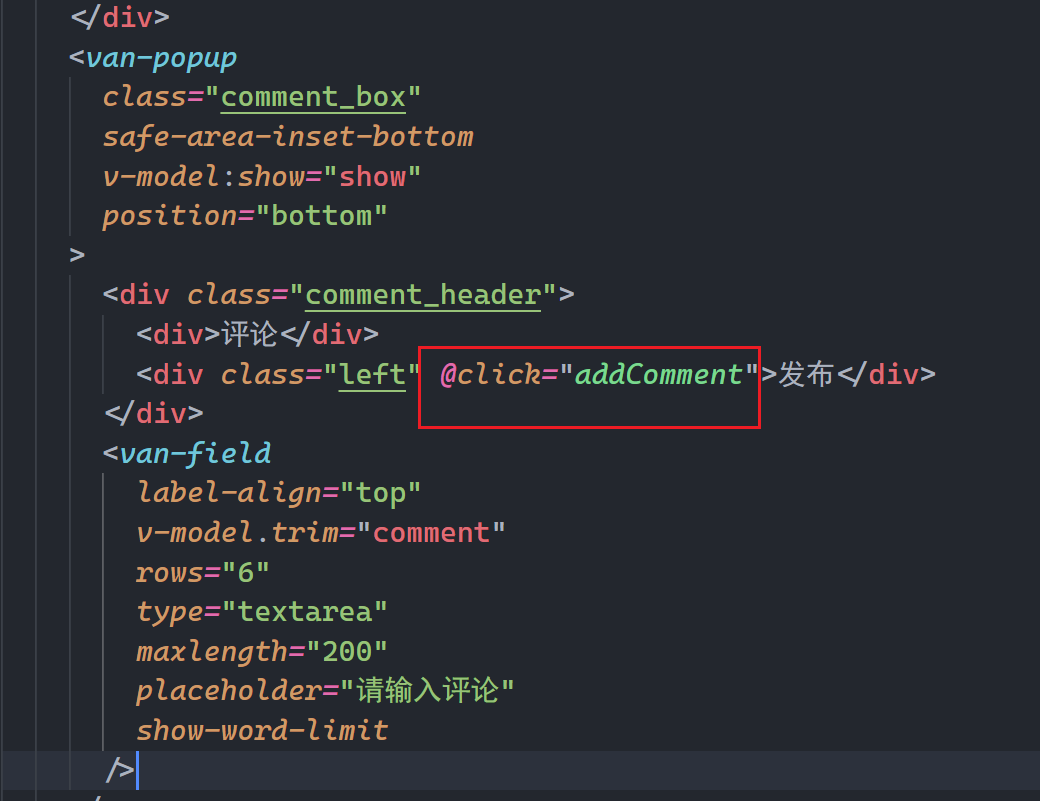 </div>
<van-popup
class="comment_box"
safe-area-inset-bottom
v-model:show="show"
position="bottom"
>
<div class="comment_header">
<div>评论</div>
<div class="left" @click="addComment">发布</div>
</div>
<van-field
label-align="top"
v-model.trim="comment"
rows="6"
type="textarea"
maxlength="200"
placeholder="请输入评论"
show-word-limit
/>